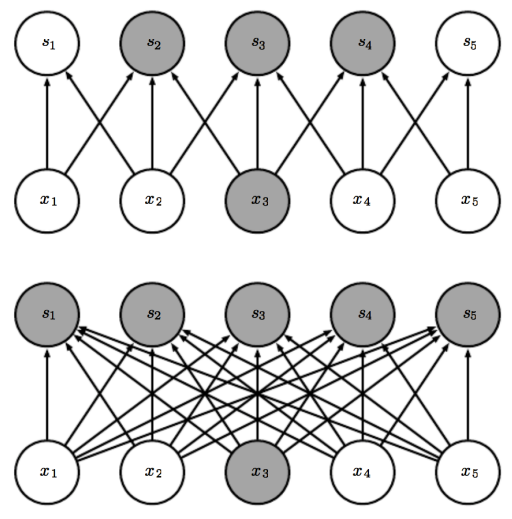 s₁ s₂ s₃ s₄ s₅
x₁ x₂ x₃ x₄ x₅
s₁ s₂ s₃ s₄ s₅
x₁ x₂ x₃ x₄ x₅